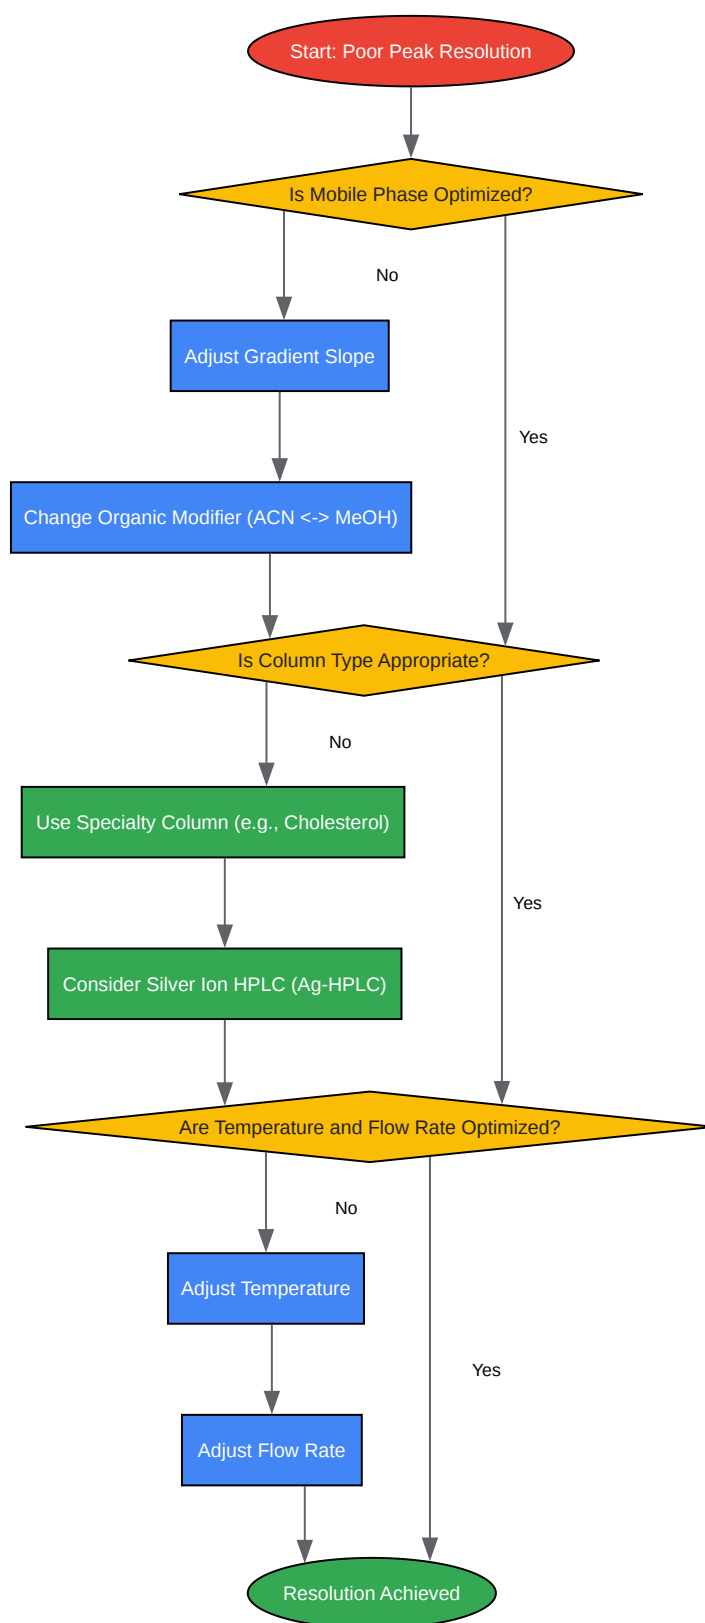 Start: Poor Peak Resolution
Is Mobile Phase Optimized?
No
Adjust Gradient Slope
Yes
Change Organic Modifier (ACN <-> MeOH)
Is Column Type Appropriate?
No
Use Specialty Column (e.g., Cholesterol)
Yes
Consider Silver Ion HPLC (Ag-HPLC)
Are Temperature and Flow Rate Optimized?
No
Adjust Temperature
Yes
Adjust Flow Rate
Resolution Achieved